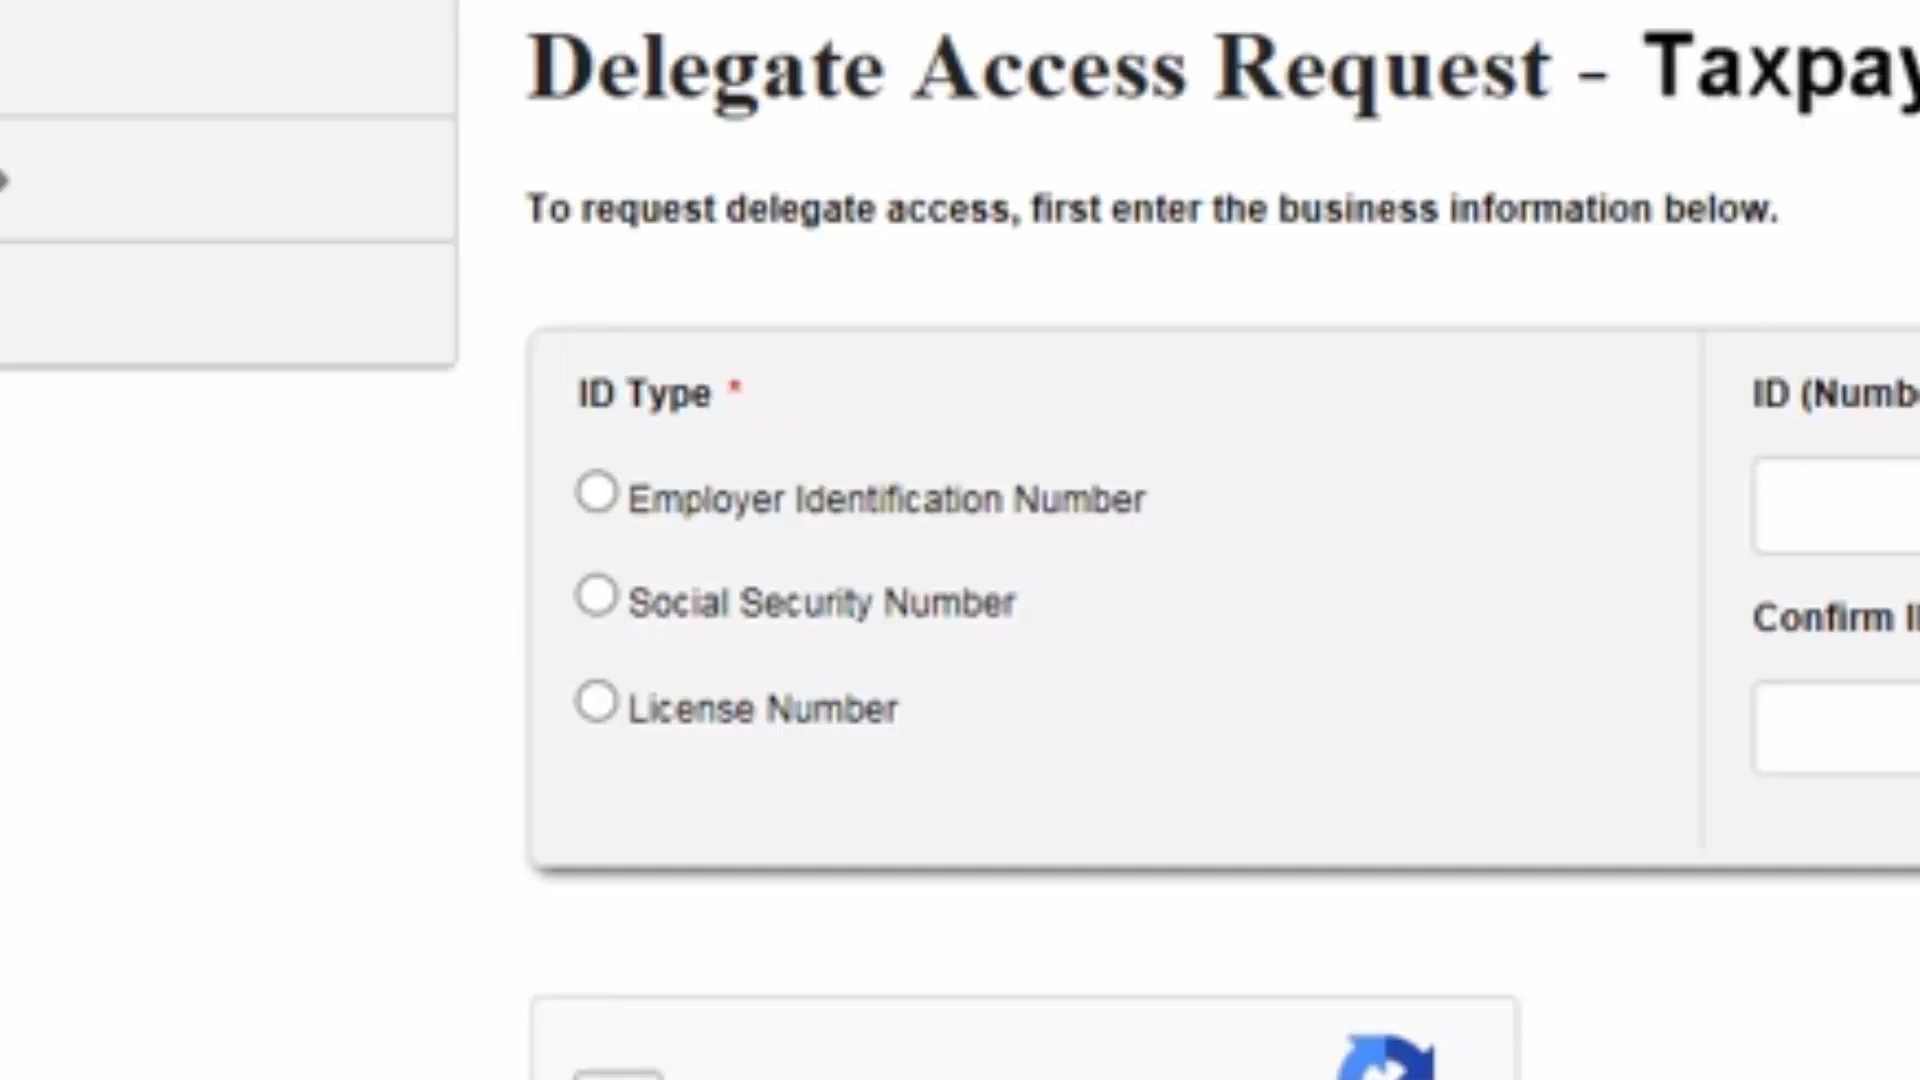 Delegate Access Request - Taxpay
To request delegate access, first enter the business information below.
ID Type *
Employer Identification Number
Social Security Number
License Number
ID (Numb
Confirm